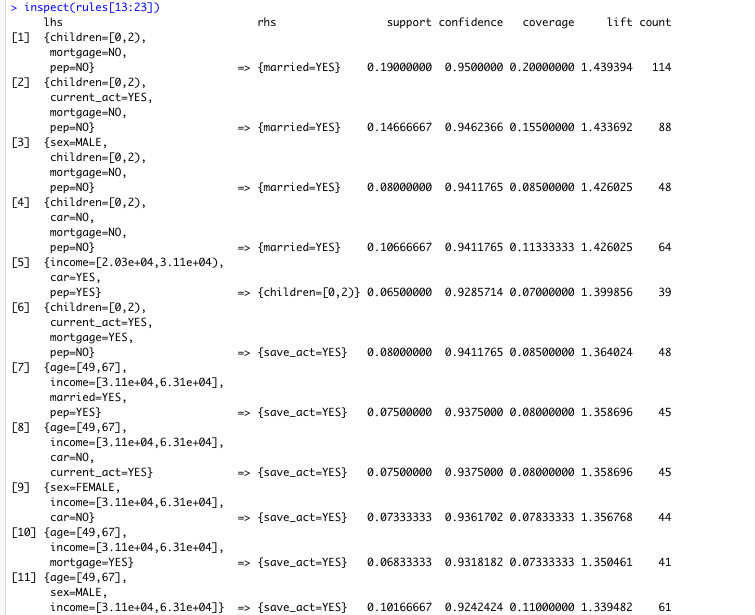 > inspect(rules[13:23])
lhs rhs support confidence coverage lift count
[1] {children=[0,2),
mortgage=NO,
pep=NO} => {married=YES} 0.19000000 0.9500000 0.20000000 1.439394 114
[2] {children=[0,2),
current_act=YES,
mortgage=NO,
pep=NO} => {married=YES} 0.14666667 0.9462366 0.15500000 1.433692 88
[3] {sex=MALE,
children=[0,2),
mortgage=NO,
pep=NO} => {married=YES} 0.08000000 0.9411765 0.08500000 1.426025 48
[4] {children=[0,2),
car=NO,
mortgage=NO,
pep=NO} => {married=YES} 0.10666667 0.9411765 0.11333333 1.426025 64
[5] {income=[2.03e+04,3.11e+04),
car=YES,
pep=YES} => {children=[0,2)} 0.06500000 0.9285714 0.07000000 1.399856 39
[6] {children=[0,2),
current_act=YES,
mortgage=YES,
pep=NO} => {save_act=YES} 0.08000000 0.9411765 0.08500000 1.364024 48
[7] {age=[49,67],
income=[3.11e+04,6.31e+04],
married=YES,
pep=YES} => {save_act=YES} 0.07500000 0.9375000 0.08000000 1.358696 45
[8] {age=[49,67],
income=[3.11e+04,6.31e+04],
car=NO,
current_act=YES} => {save_act=YES} 0.07500000 0.9375000 0.08000000 1.358696 45
[9] {sex=FEMALE,
income=[3.11e+04,6.31e+04],
car=NO} => {save_act=YES} 0.07333333 0.9361702 0.07833333 1.356768 44
[10] {age=[49,67],
income=[3.11e+04,6.31e+04],
mortgage=YES} => {save_act=YES} 0.06833333 0.9318182 0.07333333 1.350461 41
[11] {age=[49,67],
sex=MALE,
income=[3.11e+04,6.31e+04]} => {save_act=YES} 0.10166667 0.9242424 0.11000000 1.339482 61